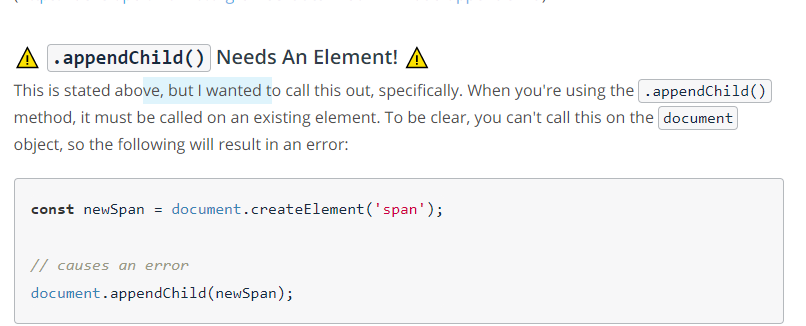 .appendChild() Needs An Element!
This is stated above, but I wanted to call this out, specifically. When you're using the .appendChild()
method, it must be called on an existing element. To be clear, you can't call this on the document
object, so the following will result in an error:
const newSpan = document.createElement('span');
// causes an error
document.appendChild(newSpan);